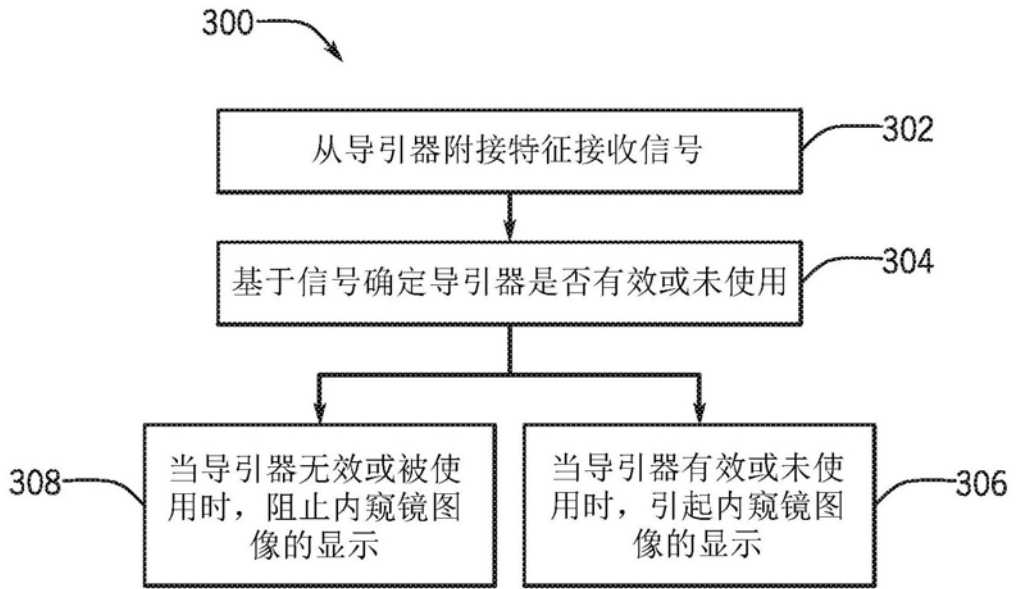 300
从导引器附接特征接收信号
302
基于信号确定导引器是否有效或未使用
304
308
当导引器无效或被使
用时，阻止内窥镜图
像的显示
当导引器有效或未使
用时，引起内窥镜图
像的显示
306